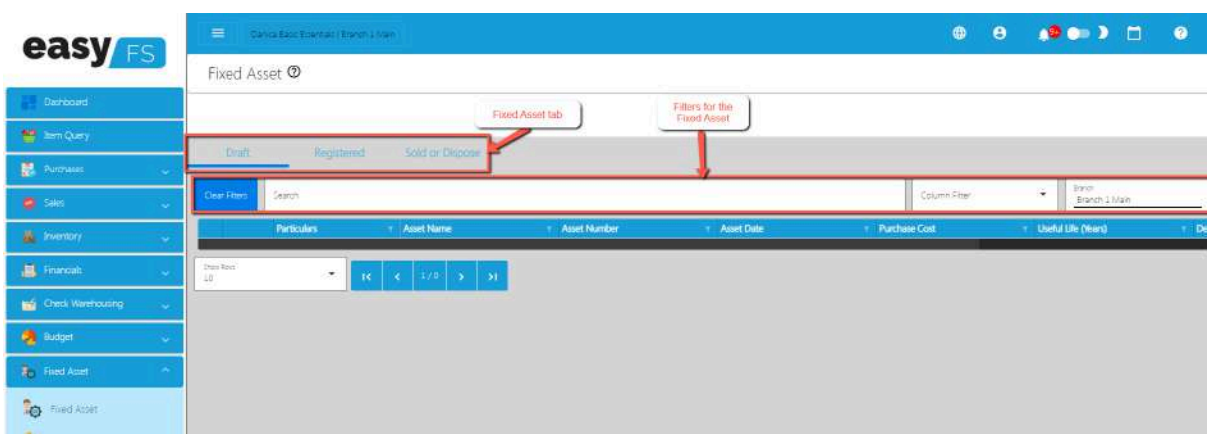 easy FS
Danica Basic Essentials | Branch 1 Main
9+
Fixed Asset
Dashboard
Item Query
Purchases
Sales
Inventory
Financials
Check Warehousing
Budget
Fixed Asset
Fixed Asset
Fixed Asset tab
Filters for the
Fixed Asset
Draft Registered Sold or Dispose
Clear Filters Search Column Filter Branch
Branch 1 Main
Particulars Asset Name Asset Number Asset Date Purchase Cost Useful Life (Years) De
Show Rows
10
1 / 0